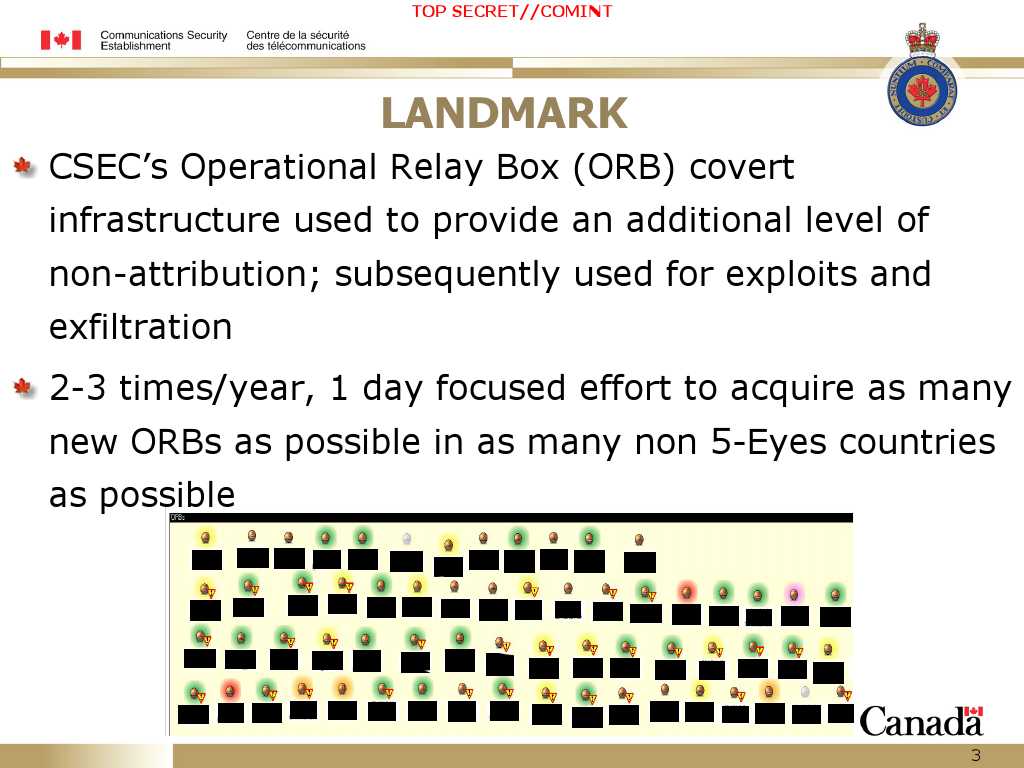 TOP SECRET//COMINT
Communications Security Centre de la sécurité
Establishment des télécommunications
LANDMARK
CSEC’s Operational Relay Box (ORB) covert
infrastructure used to provide an additional level of
non-attribution; subsequently used for exploits and
exfiltration
2-3 times/year, 1 day focused effort to acquire as many
new ORBs as possible in as many non 5-Eyes countries
as possible
ORBs
Canada
3